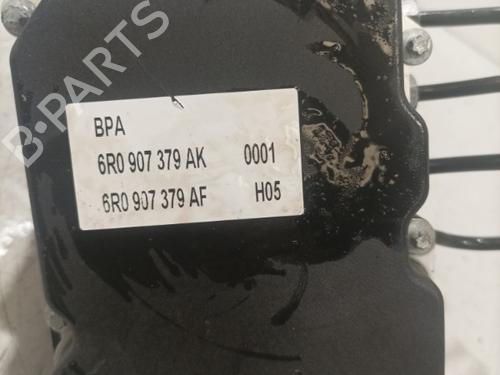 B-PARTS
BPA
6R0 907 379 AK 0001
6R0 907 379 AF H05